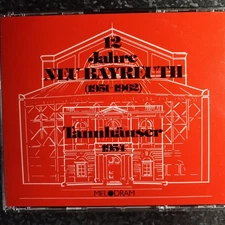 12
Jahre
NEU BAYREUTH
(1951-1962)
Tannhäuser
1954
MELODRAM